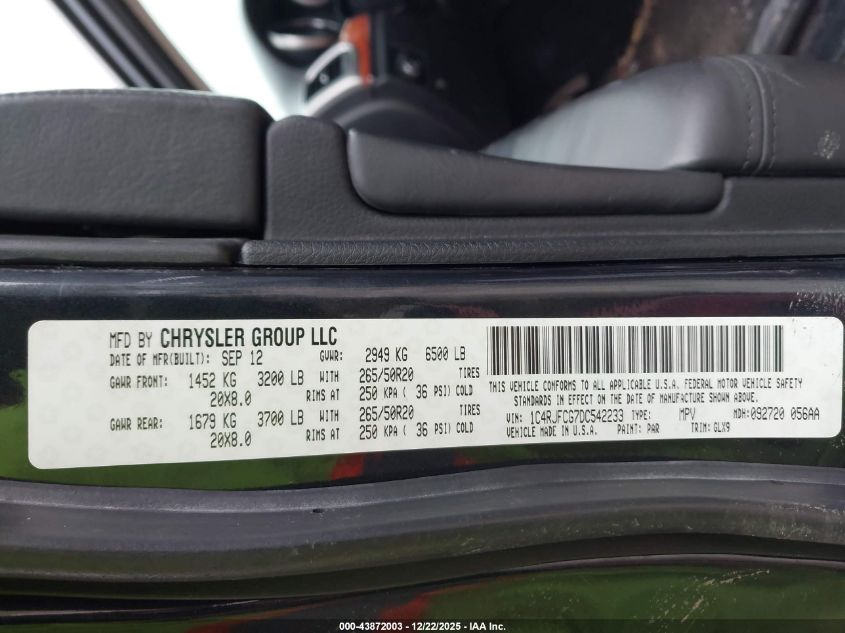 MFD BY CHRYSLER GROUP LLC
DATE OF MFR(BUILT): SEP 12 GVWR: 2949 KG 6500 LB
GAWR FRONT: 1452 KG 3200 LB WITH 265/50R20 TIRES
20X8.0 RIMS AT 250 KPA ( 36 PSI) COLD
GAWR REAR: 1679 KG 3700 LB WITH 265/50R20 TIRES
20X8.0 RIMS AT 250 KPA ( 36 PSI) COLD
THIS VEHICLE CONFORMS TO ALL APPLICABLE U.S.A. FEDERAL MOTOR VEHICLE SAFETY
STANDARDS IN EFFECT ON THE DATE OF MANUFACTURE SHOWN ABOVE.
VIN: 1C4RJFCG7DC542233 TYPE: MPV MDH:092720 056AA
VEHICLE MADE IN U.S.A. PAINT: PAR TRIM: GLX9
000-43872003 - 12/22/2025 - IAA Inc.